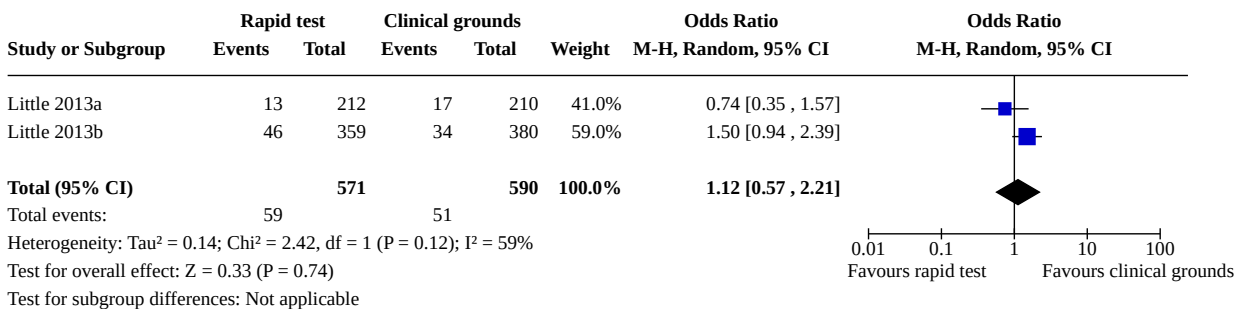 Rapid test Clinical grounds Odds Ratio Odds Ratio
Study or Subgroup Events Total Events Total Weight M-H, Random, 95% CI M-H, Random, 95% CI
Little 2013a 13 212 17 210 41.0% 0.74 [0.35 , 1.57]
Little 2013b 46 359 34 380 59.0% 1.50 [0.94 , 2.39]
Total (95% CI) 571 590 100.0% 1.12 [0.57 , 2.21]
Total events: 59 51
Heterogeneity: Tau² = 0.14; Chi² = 2.42, df = 1 (P = 0.12); I² = 59%
0.01 0.1 1 10 100
Test for overall effect: Z = 0.33 (P = 0.74) Favours rapid test Favours clinical grounds
Test for subgroup differences: Not applicable